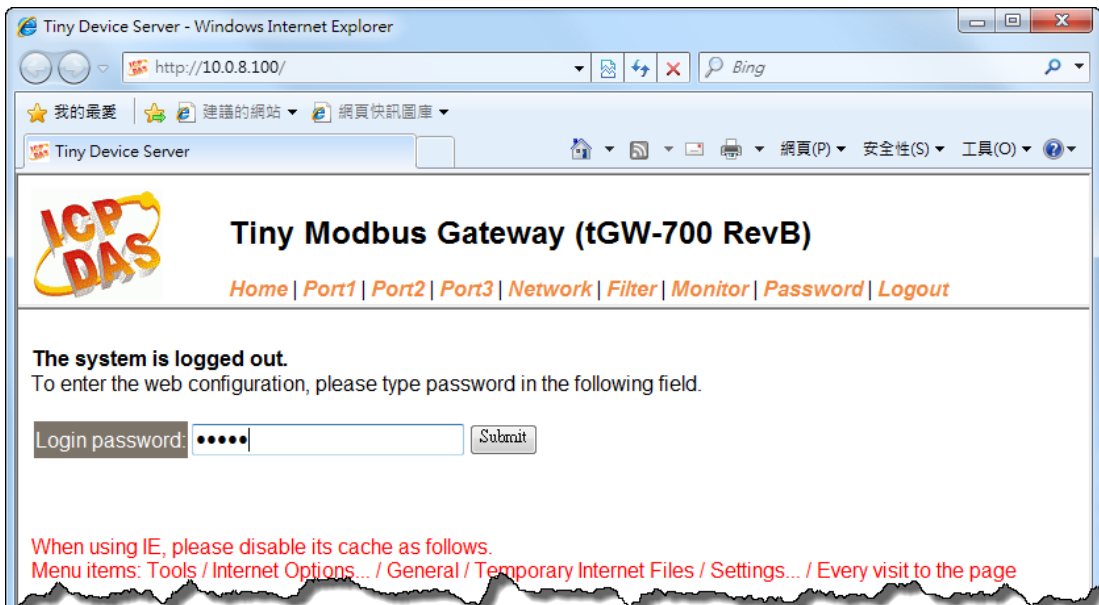 Tiny Device Server - Windows Internet Explorer
http://10.0.8.100/
Bing
我的最愛 建議的網站 網頁快訊圖庫
Tiny Device Server 網頁(P) 安全性(S) 工具(O)
ICP DAS
Tiny Modbus Gateway (tGW-700 RevB)
Home | Port1 | Port2 | Port3 | Network | Filter | Monitor | Password | Logout
The system is logged out.
To enter the web configuration, please type password in the following field.
Login password: ••••• Submit
When using IE, please disable its cache as follows.
Menu items: Tools / Internet Options... / General / Temporary Internet Files / Settings... / Every visit to the page